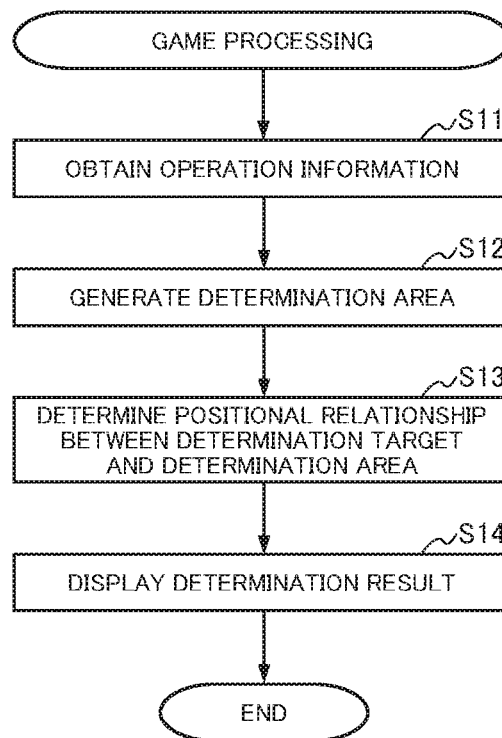 GAME PROCESSING
S11
OBTAIN OPERATION INFORMATION
S12
GENERATE DETERMINATION AREA
S13
DETERMINE POSITIONAL RELATIONSHIP
BETWEEN DETERMINATION TARGET
AND DETERMINATION AREA
S14
DISPLAY DETERMINATION RESULT
END